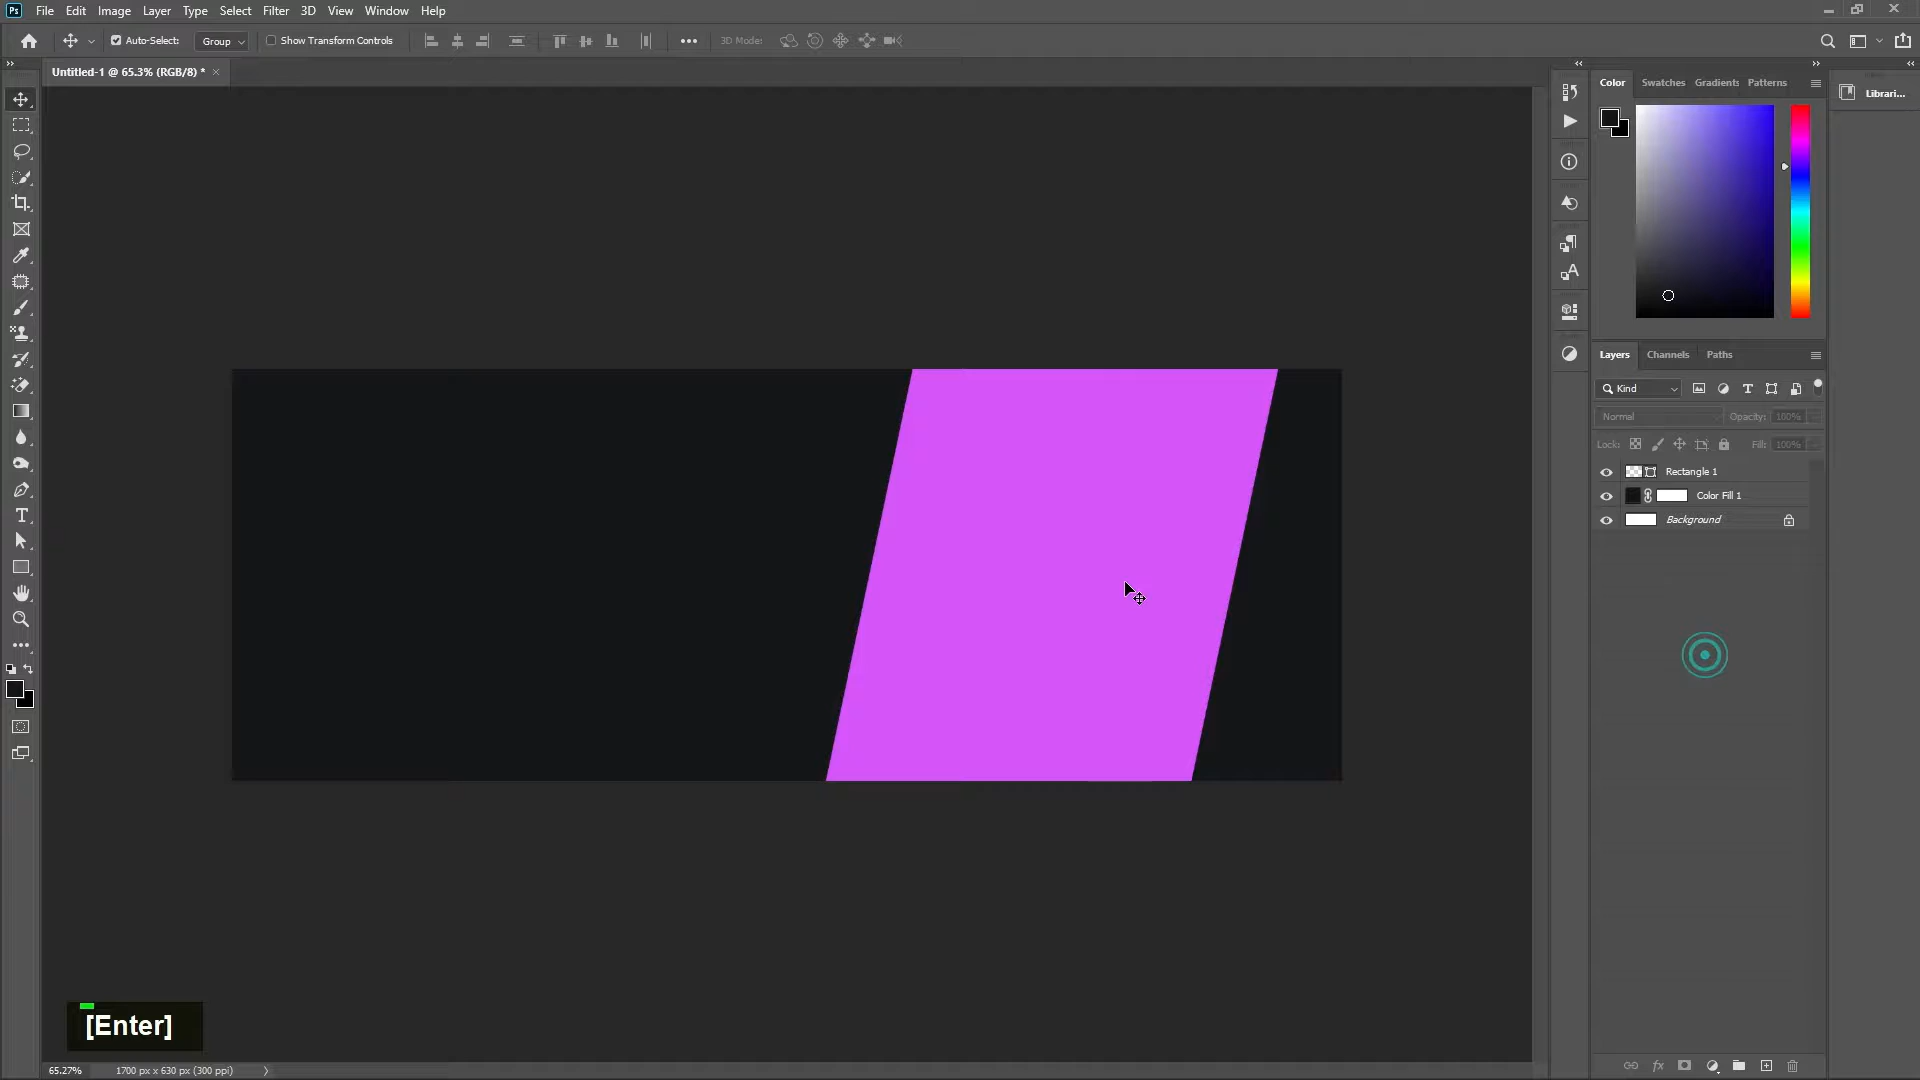 Ps File Edit Image Layer Type Select Filter 3D View Window Help
Auto-Select: Group Show Transform Controls 3D Mode:
Untitled-1 @ 65.3% (RGB/8) * ×
Color Swatches Gradients Patterns
Librari...
Layers Channels Paths
Kind
Normal Opacity: 100%
Lock: Fill: 100%
Rectangle 1
Color Fill 1
Background
[Enter]
65.27% 1700 px x 630 px (300 ppi)